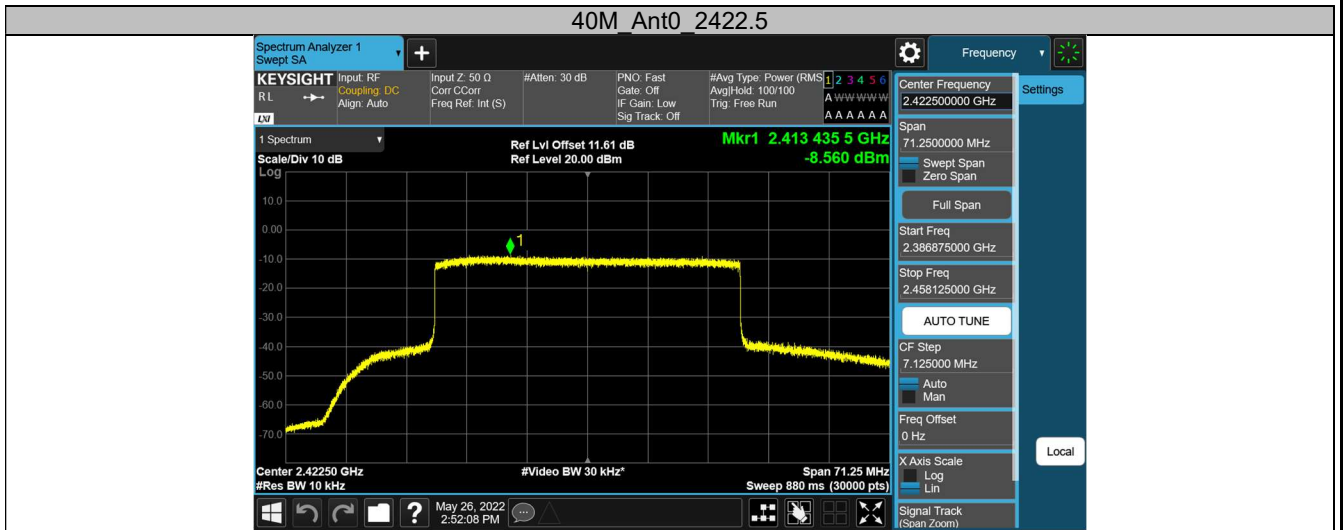 40M_Ant0_2422.5
Spectrum Analyzer 1
Swept SA
+
Frequency
KEYSIGHT
RL
LXI
Input: RF
Coupling: DC
Align: Auto
Input Z: 50 Ω
Corr CCorr
Freq Ref: Int (S)
#Atten: 30 dB
PNO: Fast
Gate: Off
IF Gain: Low
Sig Track: Off
#Avg Type: Power (RMS
Avg|Hold: 100/100
Trig: Free Run
1 2 3 4 5 6
A W W W W W
A A A A A A
1 Spectrum
Scale/Div 10 dB
Log
Ref Lvl Offset 11.61 dB
Ref Level 20.00 dBm
Mkr1 2.413 435 5 GHz
-8.560 dBm
10.0
0.00
-10.0
-20.0
-30.0
-40.0
-50.0
-60.0
-70.0
1
Center 2.42250 GHz
#Res BW 10 kHz
#Video BW 30 kHz*
Span 71.25 MHz
Sweep 880 ms (30000 pts)
Center Frequency
2.422500000 GHz
Settings
Span
71.2500000 MHz
Swept Span
Zero Span
Full Span
Start Freq
2.386875000 GHz
Stop Freq
2.458125000 GHz
AUTO TUNE
CF Step
7.125000 MHz
Auto
Man
Freq Offset
0 Hz
X Axis Scale
Log
Lin
Local
Signal Track
(Span Zoom)
?
May 26, 2022
2:52:08 PM